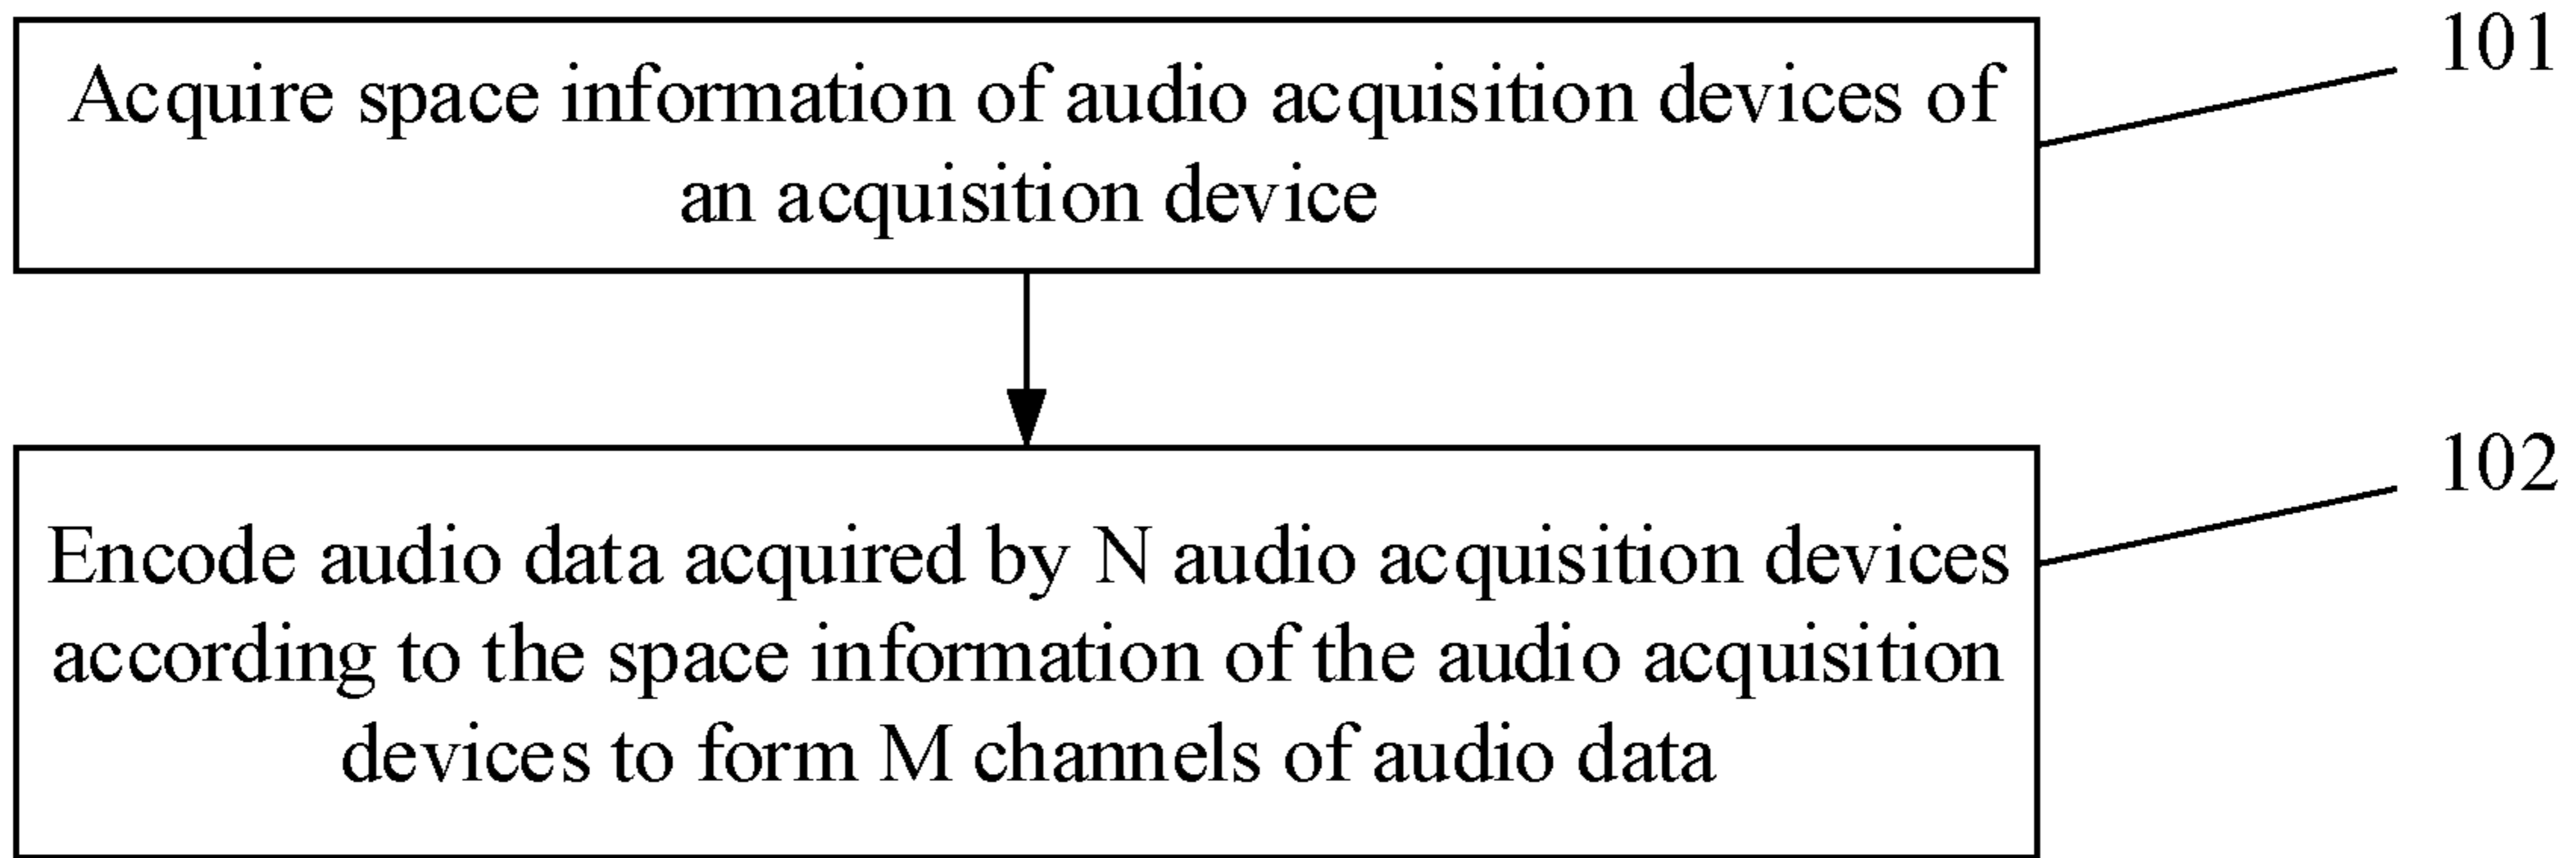 101
Acquire space information of audio acquisition devices of
an acquisition device
102
Encode audio data acquired by N audio acquisition devices
according to the space information of the audio acquisition
devices to form M channels of audio data